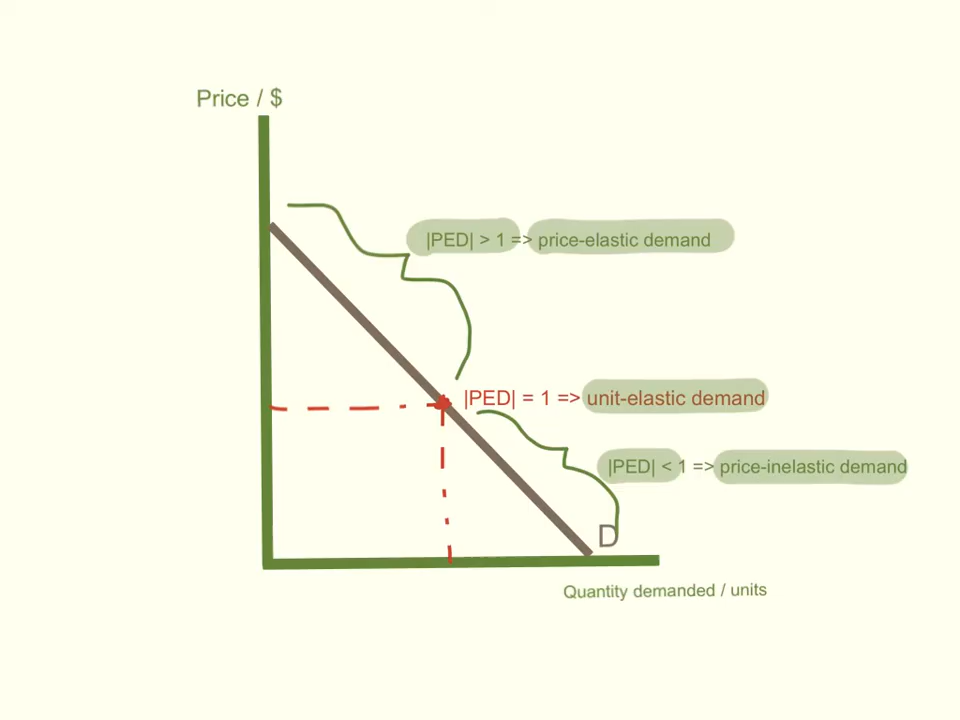 Price / $
|PED| > 1 => price-elastic demand
|PED| = 1 => unit-elastic demand
|PED| < 1 => price-inelastic demand
D
Quantity demanded / units